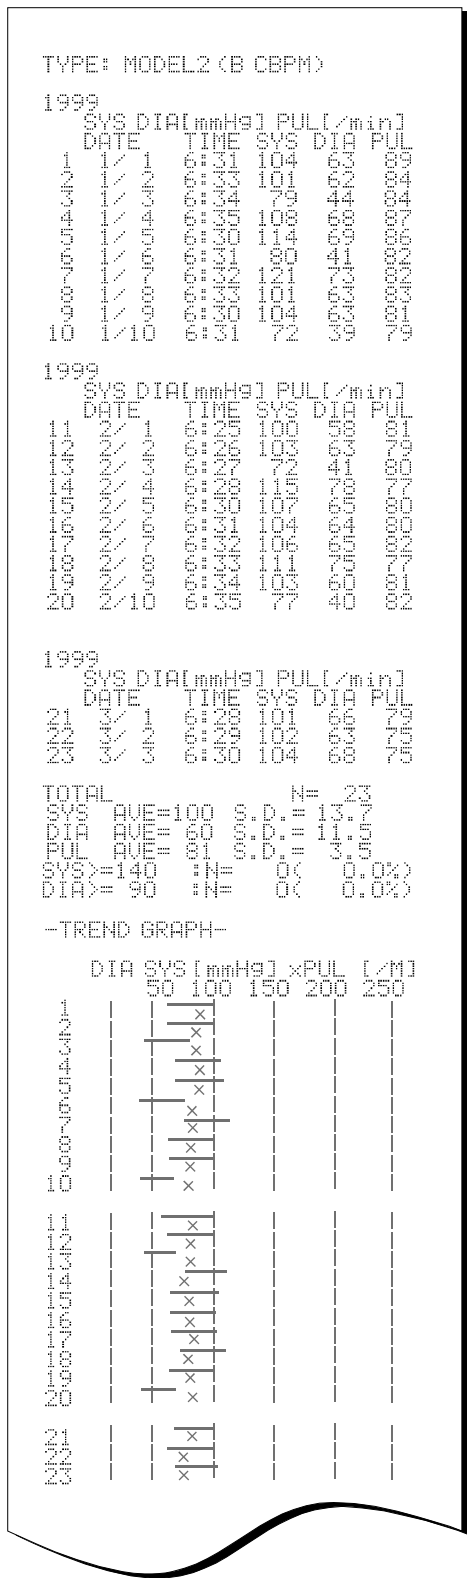 TYPE: MODEL2(B CBPM)
1999
SYS DIA[mmHg] PUL[/min]
DATE TIME SYS DIA PUL
1 1/ 1 6:31 104 63 89
2 1/ 2 6:33 101 62 84
3 1/ 3 6:34 79 44 84
4 1/ 4 6:35 108 68 87
5 1/ 5 6:30 114 69 86
6 1/ 6 6:31 80 41 82
7 1/ 7 6:32 121 73 82
8 1/ 8 6:33 101 63 83
9 1/ 9 6:30 104 63 81
10 1/10 6:31 72 39 79
1999
SYS DIA[mmHg] PUL[/min]
DATE TIME SYS DIA PUL
11 2/ 1 6:25 100 58 81
12 2/ 2 6:26 103 63 79
13 2/ 3 6:27 72 41 80
14 2/ 4 6:28 115 78 77
15 2/ 5 6:30 107 65 80
16 2/ 6 6:31 104 64 80
17 2/ 7 6:32 106 65 82
18 2/ 8 6:33 111 75 77
19 2/ 9 6:34 103 60 81
20 2/10 6:35 77 40 82
1999
SYS DIA[mmHg] PUL[/min]
DATE TIME SYS DIA PUL
21 3/ 1 6:28 101 66 79
22 3/ 2 6:29 102 63 75
23 3/ 3 6:30 104 68 75
TOTAL N= 23
SYS AVE=100 S.D.= 13.7
DIA AVE= 60 S.D.= 11.5
PUL AVE= 81 S.D.= 3.5
SYS>=140 :N= 0( 0.0%)
DIA>= 90 :N= 0( 0.0%)
-TREND GRAPH-
DIA SYS[mmHg] xPUL [/M]
50 100 150 200 250
1
2
3
4
5
6
7
8
9
10
11
12
13
14
15
16
17
18
19
20
21
22
23